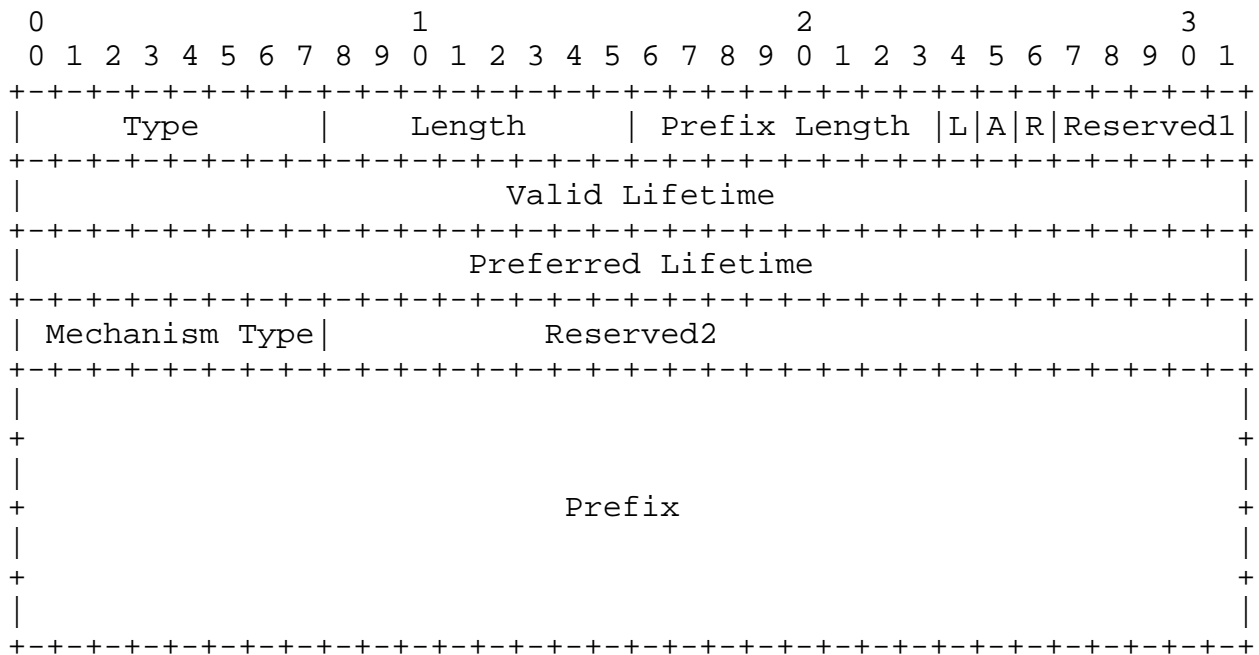 0                   1                   2                   3
 0 1 2 3 4 5 6 7 8 9 0 1 2 3 4 5 6 7 8 9 0 1 2 3 4 5 6 7 8 9 0 1
+-+-+-+-+-+-+-+-+-+-+-+-+-+-+-+-+-+-+-+-+-+-+-+-+-+-+-+-+-+-+-+-+
|     Type      |    Length     | Prefix Length |L|A|R|Reserved1|
+-+-+-+-+-+-+-+-+-+-+-+-+-+-+-+-+-+-+-+-+-+-+-+-+-+-+-+-+-+-+-+-+
|                         Valid Lifetime                        |
+-+-+-+-+-+-+-+-+-+-+-+-+-+-+-+-+-+-+-+-+-+-+-+-+-+-+-+-+-+-+-+-+
|                       Preferred Lifetime                      |
+-+-+-+-+-+-+-+-+-+-+-+-+-+-+-+-+-+-+-+-+-+-+-+-+-+-+-+-+-+-+-+-+
| Mechanism Type|           Reserved2                           |
+-+-+-+-+-+-+-+-+-+-+-+-+-+-+-+-+-+-+-+-+-+-+-+-+-+-+-+-+-+-+-+-+
|                                                               |
+                                                               +
|                                                               |
+                            Prefix                             +
|                                                               |
+                                                               +
|                                                               |
+-+-+-+-+-+-+-+-+-+-+-+-+-+-+-+-+-+-+-+-+-+-+-+-+-+-+-+-+-+-+-+-+